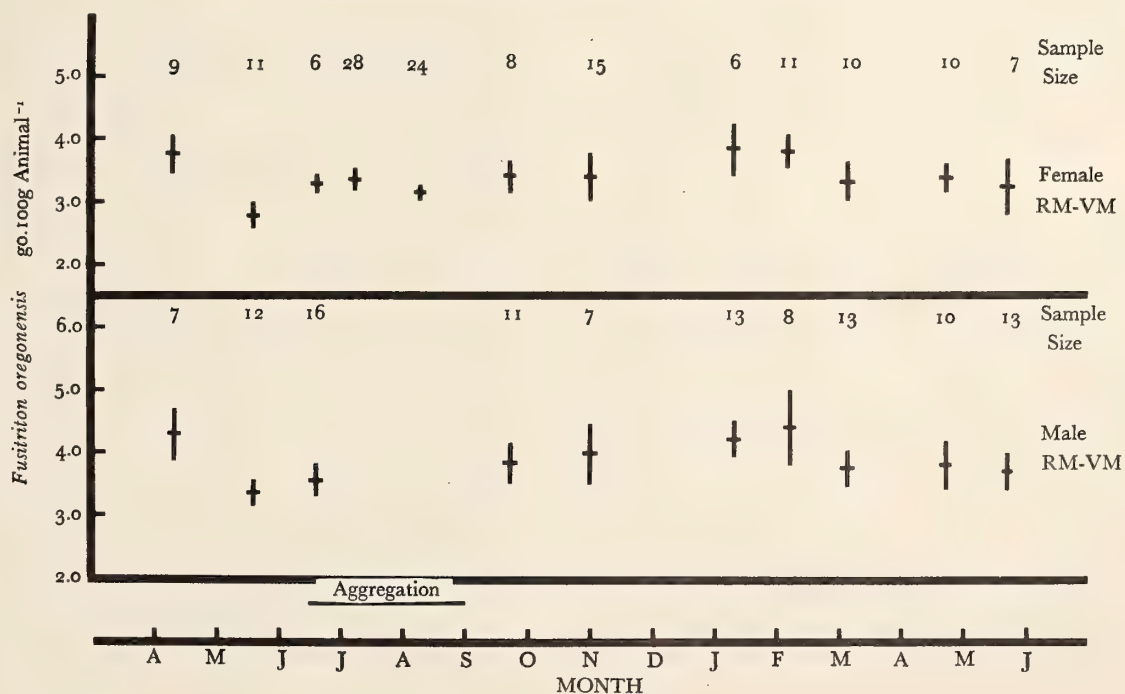 9 11 6 28 24 8 15 6 11 10 10 7 Sample Size
5.0
4.0
3.0
2.0
go.100g Animal⁻¹
Female
RM-VM
Fusitriton oregonensis
7 12 16 11 7 13 8 13 10 13 Sample Size
6.0
5.0
4.0
3.0
2.0
Male
RM-VM
Aggregation
A M J J A S O N D J F M A M J
MONTH